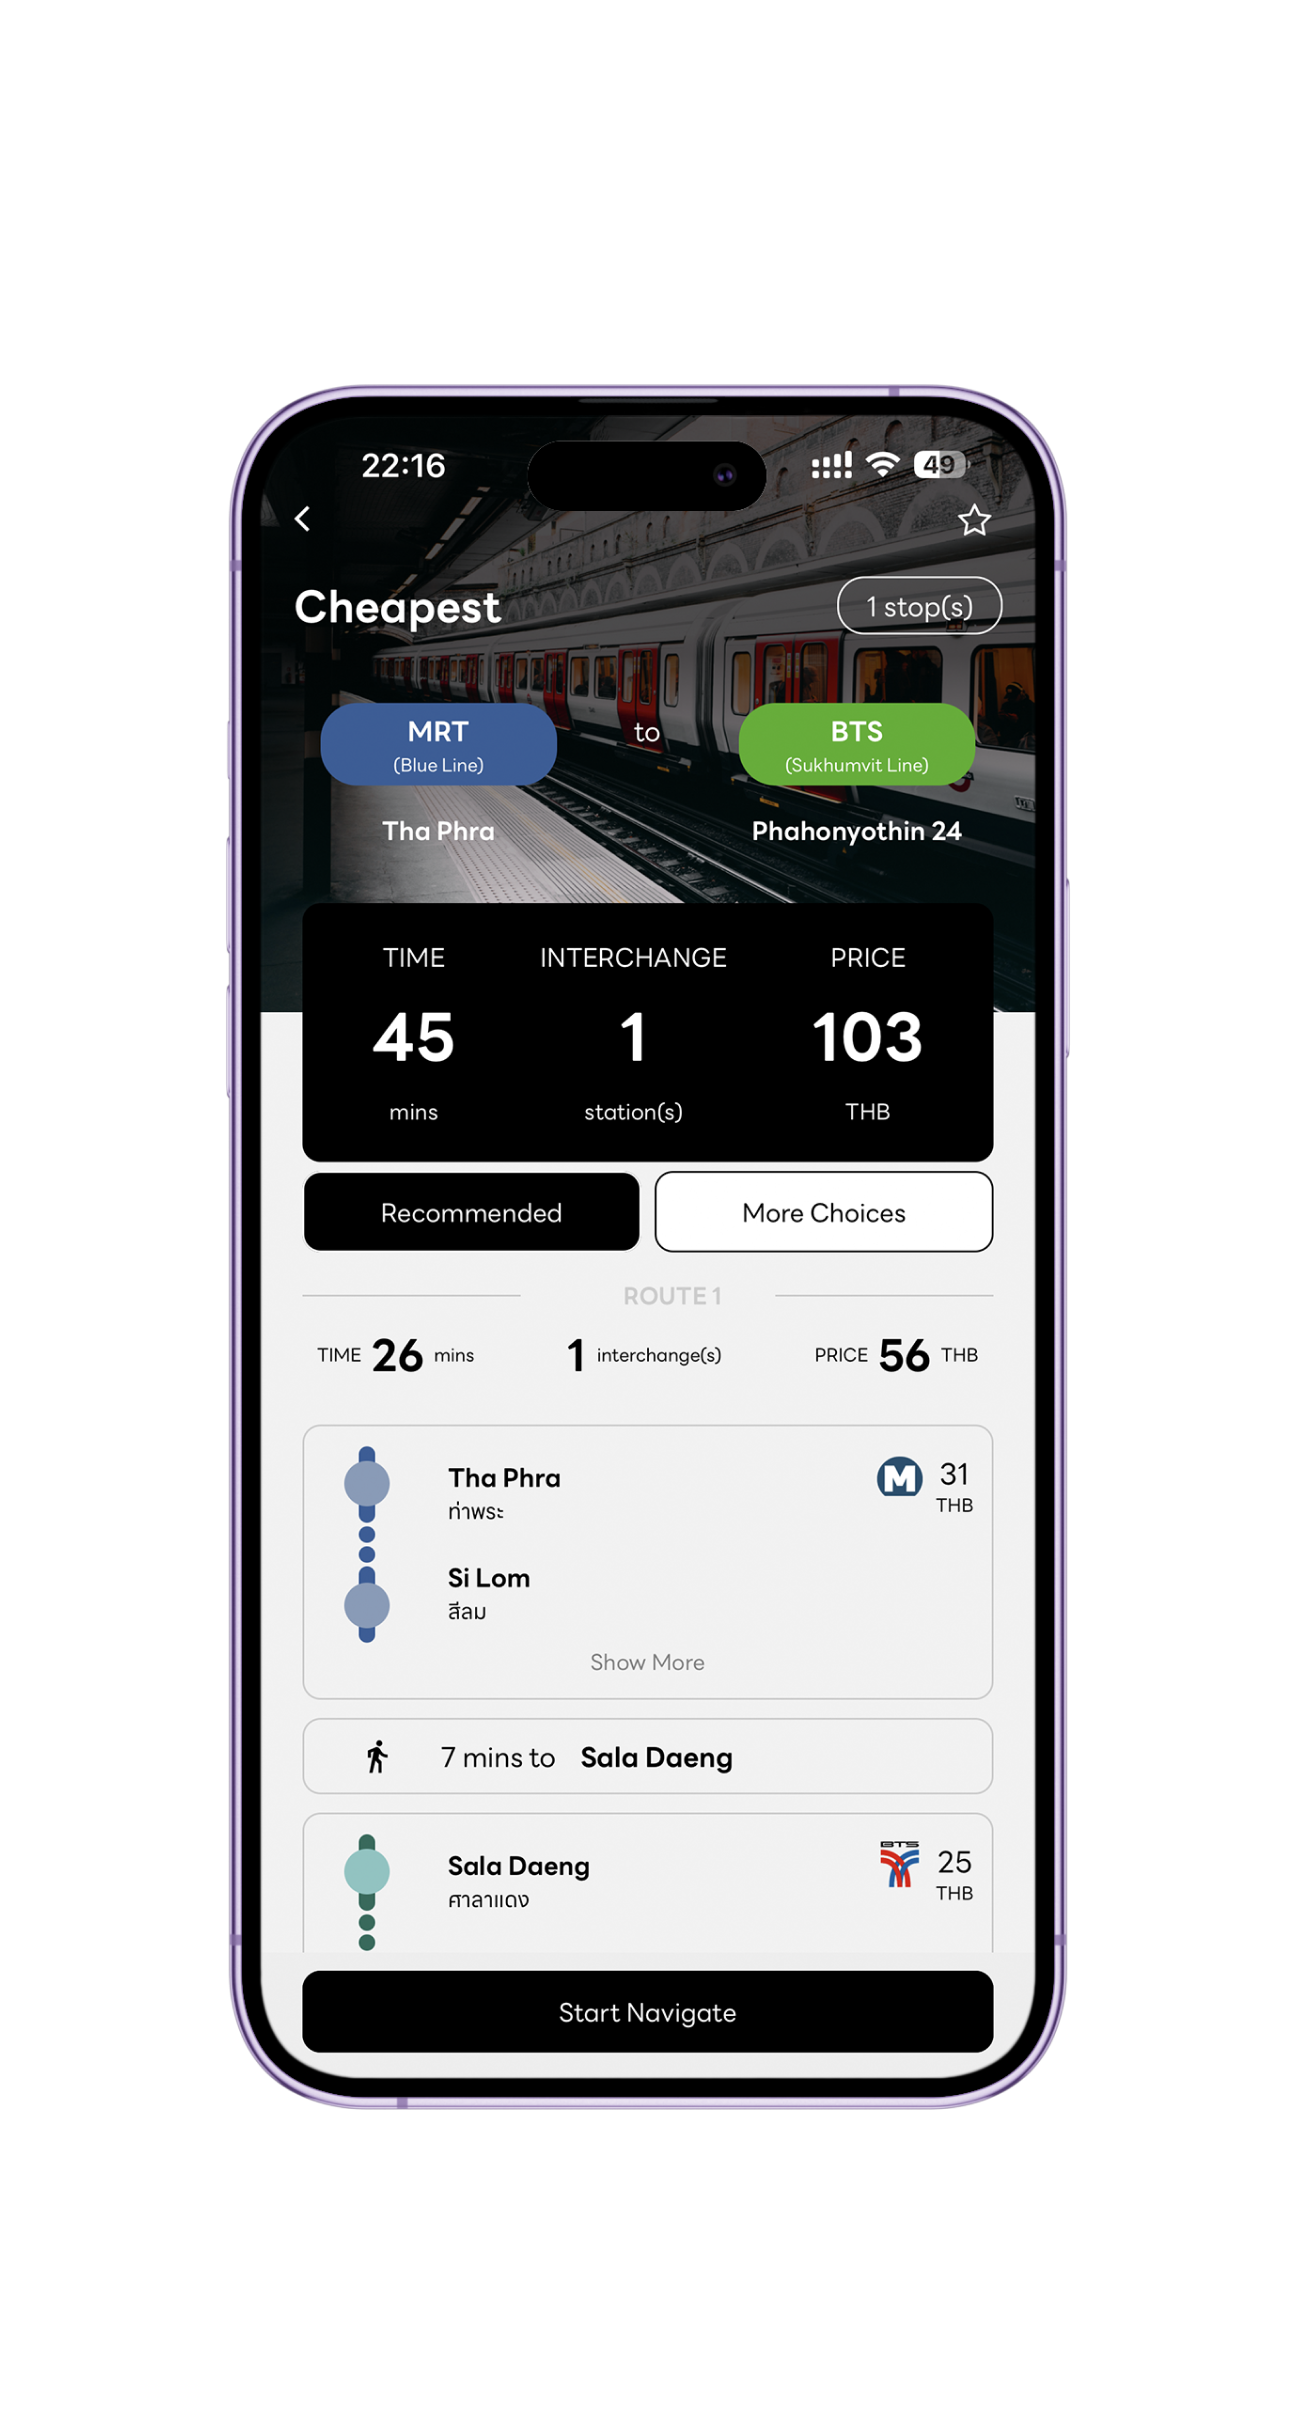 22:16
49
Cheapest
1 stop(s)
MRT
(Blue Line)
to
BTS
(Sukhumvit Line)
Tha Phra
Phahonyothin 24
TIME
INTERCHANGE
PRICE
45
1
103
mins
station(s)
THB
Recommended
More Choices
ROUTE 1
TIME 26 mins
1 interchange(s)
PRICE 56 THB
Tha Phra
ท่าพระ
M
31
THB
Si Lom
สีลม
Show More
7 mins to Sala Daeng
Sala Daeng
ศาลาแดง
BTS
25
THB
Start Navigate